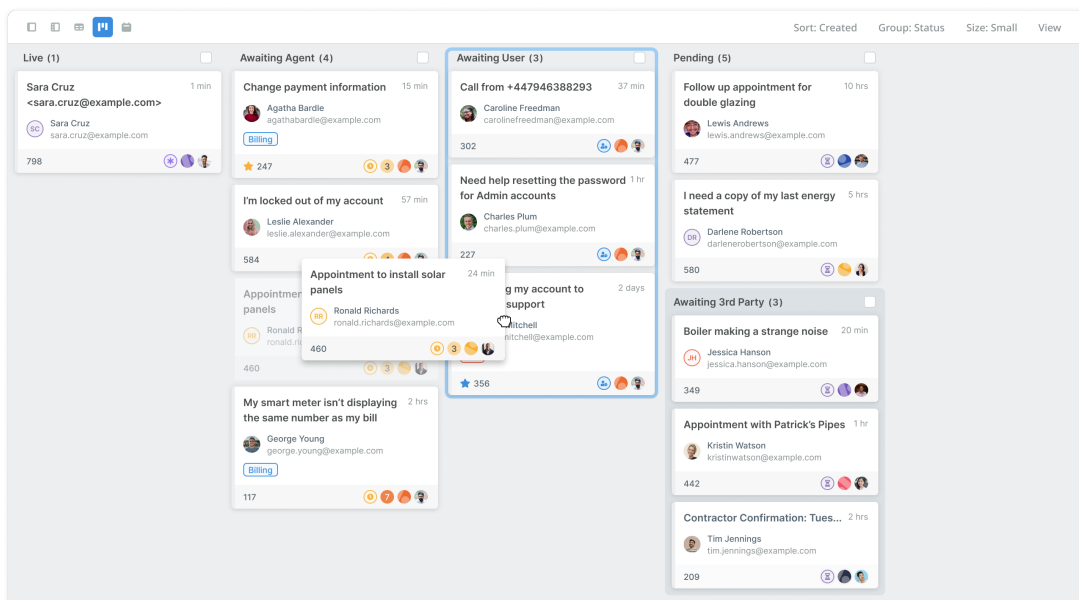 Sort: Created
Group: Status
Size: Small
View
Live (1)
Sara Cruz
<sara.cruz@example.com>
1 min
SC
Sara Cruz
sara.cruz@example.com
798
Awaiting Agent (4)
Change payment information
15 min
Agatha Bardle
agathabardle@example.com
Billing
247
3
I'm locked out of my account
57 min
Leslie Alexander
leslie.alexander@example.com
584
Appointmen
panels
RR
Ronald R
ronald.ri
460
3
Appointment to install solar
panels
24 min
RR
Ronald Richards
ronald.richards@example.com
460
3
My smart meter isn't displaying
the same number as my bill
2 hrs
George Young
george.young@example.com
Billing
117
7
Awaiting User (3)
Call from +447946388293
37 min
Caroline Freedman
carolinefreedman@example.com
302
Need help resetting the password
for Admin accounts
1 hr
Charles Plum
charles.plum@example.com
227
g my account to
support
2 days
mitchell@example.com
356
Pending (5)
Follow up appointment for
double glazing
10 hrs
Lewis Andrews
lewis.andrews@example.com
477
I need a copy of my last energy
statement
5 hrs
DR
Darlene Robertson
darlenerobertson@example.com
580
Awaiting 3rd Party (3)
Boiler making a strange noise
20 min
JH
Jessica Hanson
jessica.hanson@example.com
349
Appointment with Patrick's Pipes
1 hr
Kristin Watson
kristinwatson@example.com
442
Contractor Confirmation: Tues...
2 hrs
Tim Jennings
tim.jennings@example.com
209